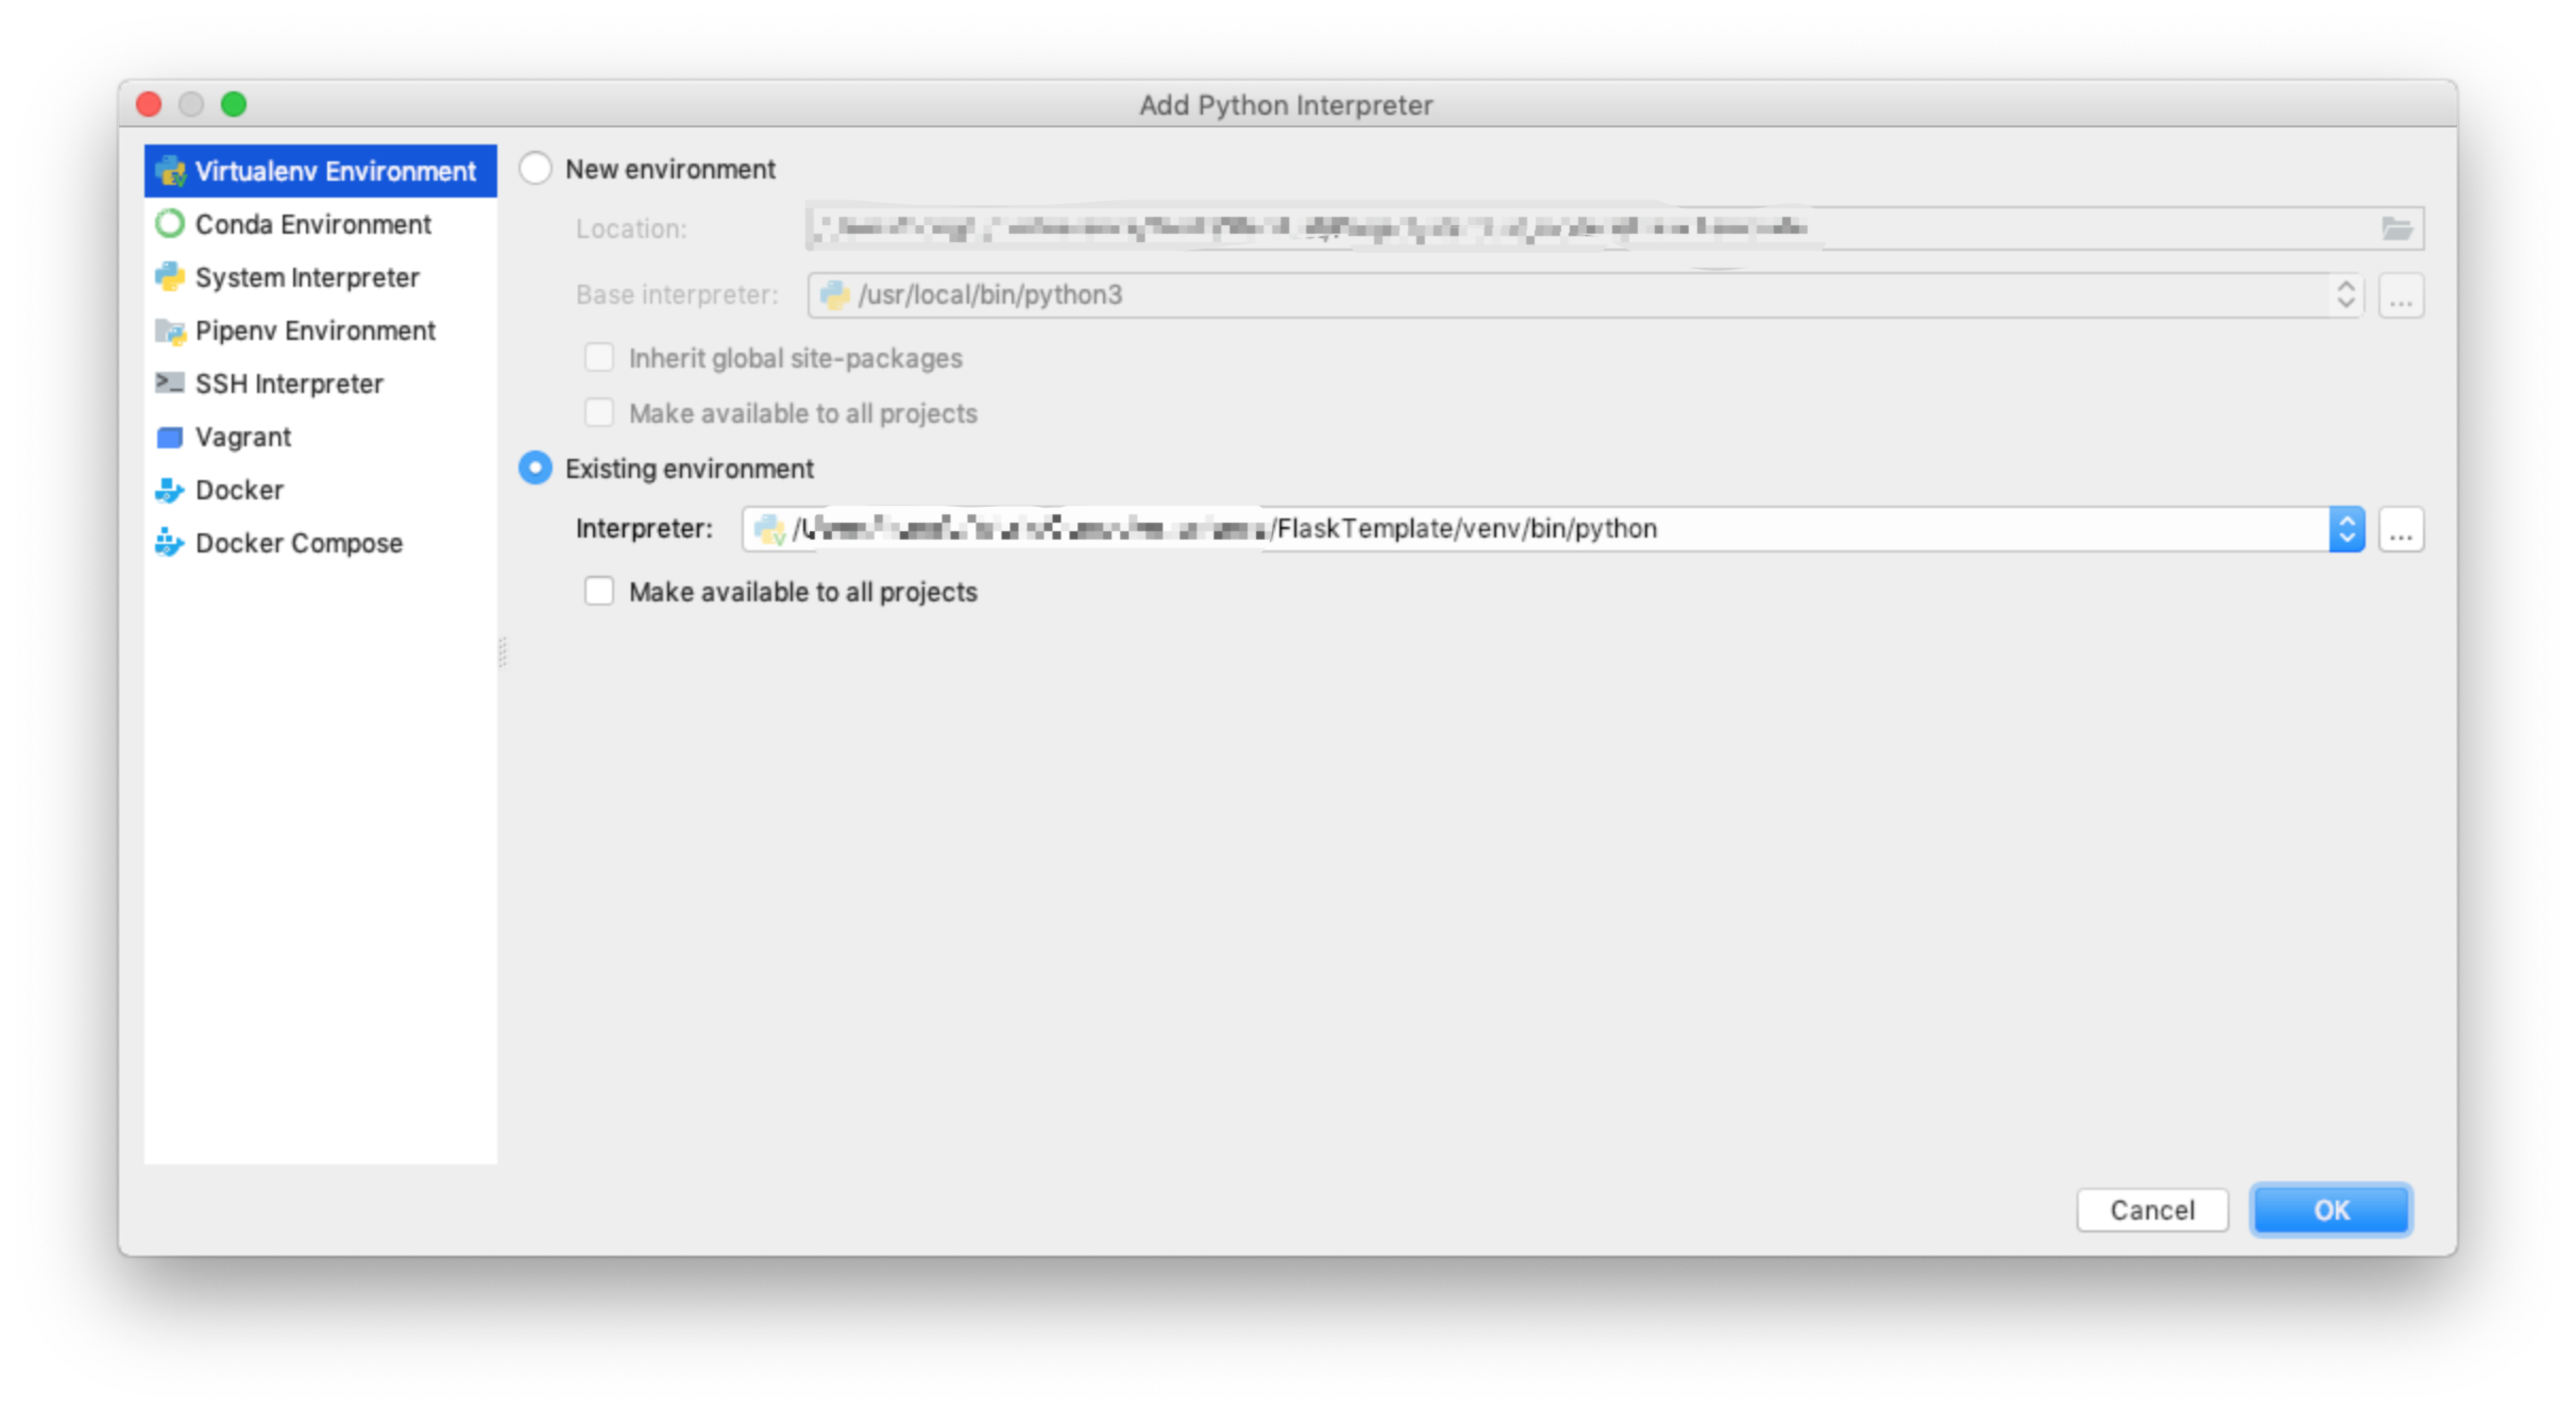 Add Python Interpreter
Virtualenv Environment
Conda Environment
System Interpreter
Pipenv Environment
SSH Interpreter
Vagrant
Docker
Docker Compose
New environment
Location:
Base interpreter: /usr/local/bin/python3 ...
Inherit global site-packages
Make available to all projects
Existing environment
Interpreter: /FlaskTemplate/venv/bin/python ...
Make available to all projects
Cancel OK